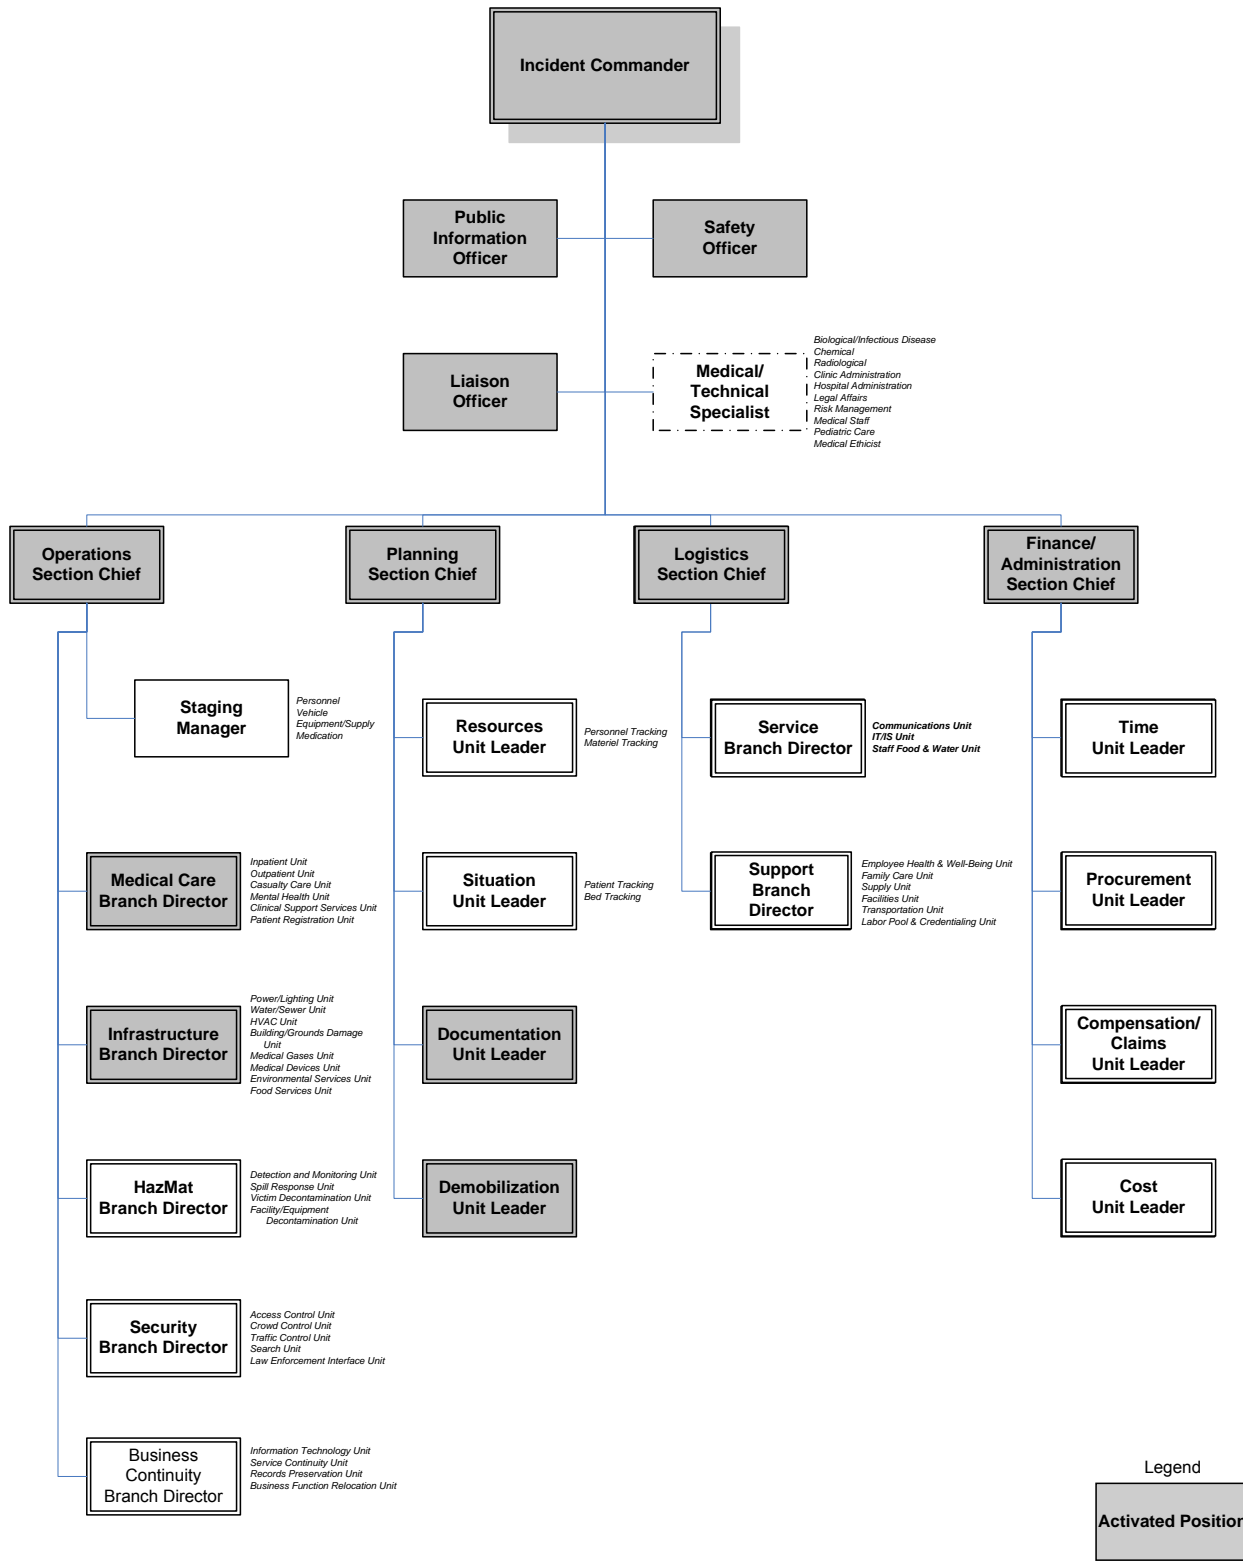 Incident Commander
Public
Information
Officer
Safety
Officer
Liaison
Officer
Medical/
Technical
Specialist
Biological/Infectious Disease
Chemical
Radiological
Clinic Administration
Hospital Administration
Legal Affairs
Risk Management
Medical Staff
Pediatric Care
Medical Ethicist
Operations
Section Chief
Planning
Section Chief
Logistics
Section Chief
Finance/
Administration
Section Chief
Staging
Manager
Personnel
Vehicle
Equipment/Supply
Medication
Resources
Unit Leader
Personnel Tracking
Materiel Tracking
Service
Branch Director
Communications Unit
IT/IS Unit
Staff Food & Water Unit
Time
Unit Leader
Medical Care
Branch Director
Inpatient Unit
Outpatient Unit
Casualty Care Unit
Mental Health Unit
Clinical Support Services Unit
Patient Registration Unit
Situation
Unit Leader
Patient Tracking
Bed Tracking
Support
Branch
Director
Employee Health & Well-Being Unit
Family Care Unit
Supply Unit
Facilities Unit
Transportation Unit
Labor Pool & Credentialing Unit
Procurement
Unit Leader
Infrastructure
Branch Director
Power/Lighting Unit
Water/Sewer Unit
HVAC Unit
Building/Grounds Damage
Unit
Medical Gases Unit
Medical Devices Unit
Environmental Services Unit
Food Services Unit
Documentation
Unit Leader
Compensation/
Claims
Unit Leader
HazMat
Branch Director
Detection and Monitoring Unit
Spill Response Unit
Victim Decontamination Unit
Facility/Equipment
Decontamination Unit
Demobilization
Unit Leader
Cost
Unit Leader
Security
Branch Director
Access Control Unit
Crowd Control Unit
Traffic Control Unit
Search Unit
Law Enforcement Interface Unit
Business
Continuity
Branch Director
Information Technology Unit
Service Continuity Unit
Records Preservation Unit
Business Function Relocation Unit
Legend
Activated Position